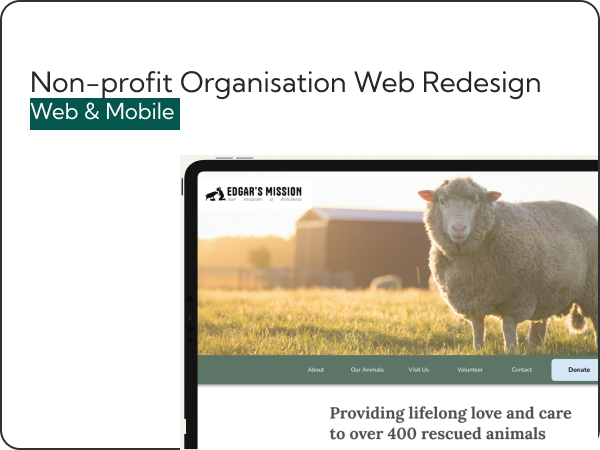 Non-profit Organisation Web Redesign
Web & Mobile
EDGAR'S MISSION
About Our Animals Visit Us Volunteer Contact Donate
Providing lifelong love and care
to over 400 rescued animals